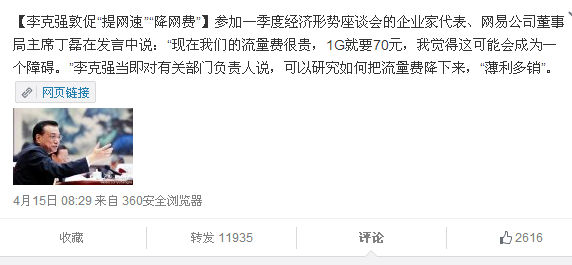 【李克强敦促“提网速”“降网费”】参加一季度经济形势座谈会的企业家代表、网易公司董事
局主席丁磊在发言中说：“现在我们的流量费很贵，1G就要70元，我觉得这可能会成为一
个障碍。”李克强当即对有关部门负责人说，可以研究如何把流量费降下来，“薄利多销”。
网页链接
4月15日 08:29 来自 360安全浏览器
收藏 转发 11935 评论 2616